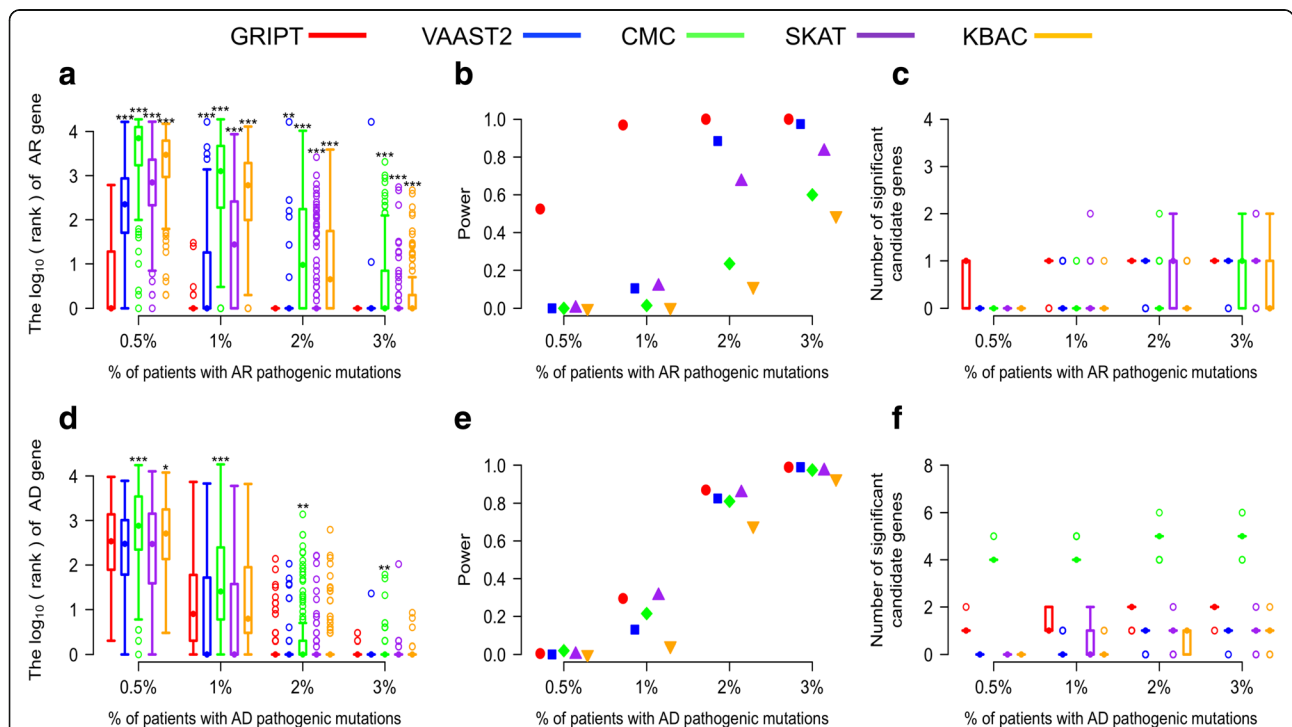 GRIPT VAAST2 CMC SKAT KBAC
a
The log10 ( rank ) of AR gene
4
3
2
1
0
*** *** *** ***
*** *** *** ***
** *** *** ***
*** *** ***
0.5% 1% 2% 3%
% of patients with AR pathogenic mutations
b
Power
1.0
0.8
0.6
0.4
0.2
0.0
0.5% 1% 2% 3%
% of patients with AR pathogenic mutations
c
Number of significant
candidate genes
4
3
2
1
0
0.5% 1% 2% 3%
% of patients with AR pathogenic mutations
d
The log10 ( rank ) of AD gene
4
3
2
1
0
*** *
***
**
**
0.5% 1% 2% 3%
% of patients with AD pathogenic mutations
e
Power
1.0
0.8
0.6
0.4
0.2
0.0
0.5% 1% 2% 3%
% of patients with AD pathogenic mutations
f
Number of significant
candidate genes
8
6
4
2
0
0.5% 1% 2% 3%
% of patients with AD pathogenic mutations